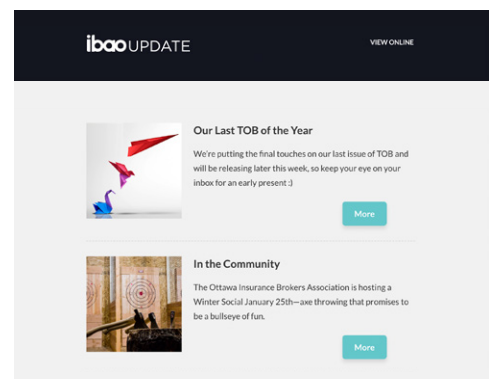 ibao UPDATE
VIEW ONLINE
Our Last TOB of the Year
We're putting the final touches on our last issue of TOB and
will be releasing later this week, so keep your eye on your
inbox for an early present :)
More
In the Community
The Ottawa Insurance Brokers Association is hosting a
Winter Social January 25th—axe throwing that promises to
be a bullseye of fun.
More